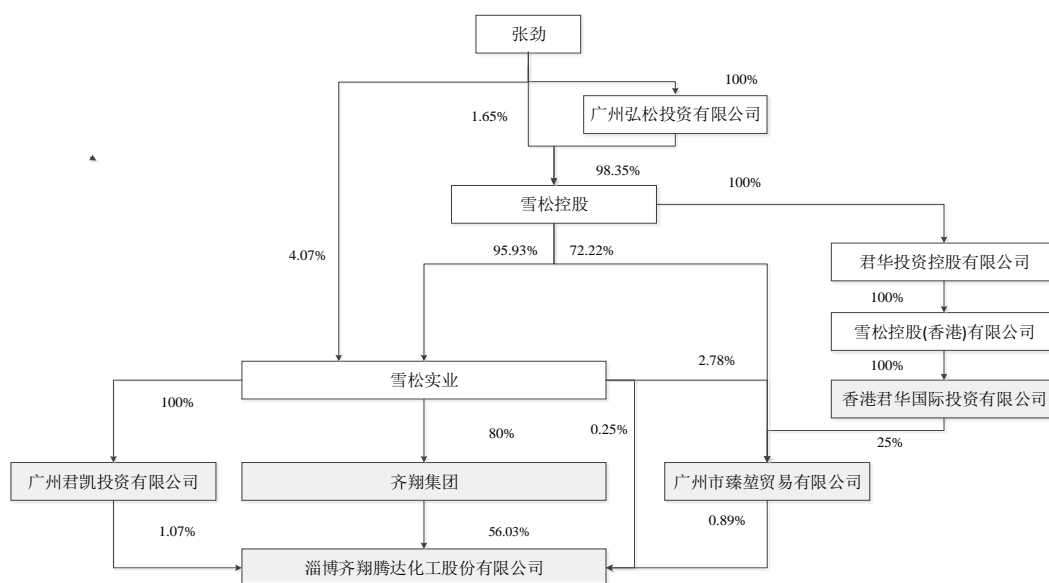 张劲
100%
广州弘松投资有限公司
1.65%
98.35%
100%
雪松控股
4.07%
95.93%
72.22%
君华投资控股有限公司
100%
雪松控股(香港)有限公司
2.78%
100%
雪松实业
香港君华国际投资有限公司
100%
80%
0.25%
25%
广州君凯投资有限公司
齐翔集团
广州市臻堃贸易有限公司
1.07%
56.03%
0.89%
淄博齐翔腾达化工股份有限公司